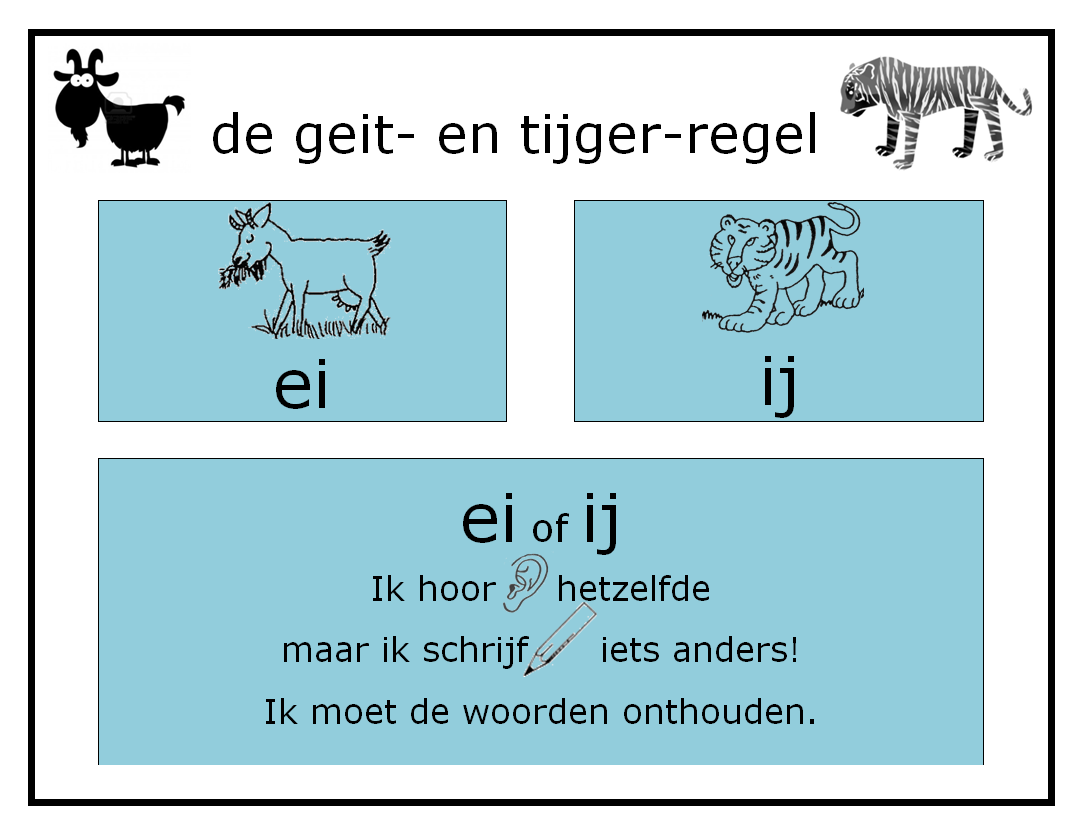 de geit- en tijger-regel
ei
ij
ei of ij
Ik hoor hetzelfde
maar ik schrijf iets anders!
Ik moet de woorden onthouden.